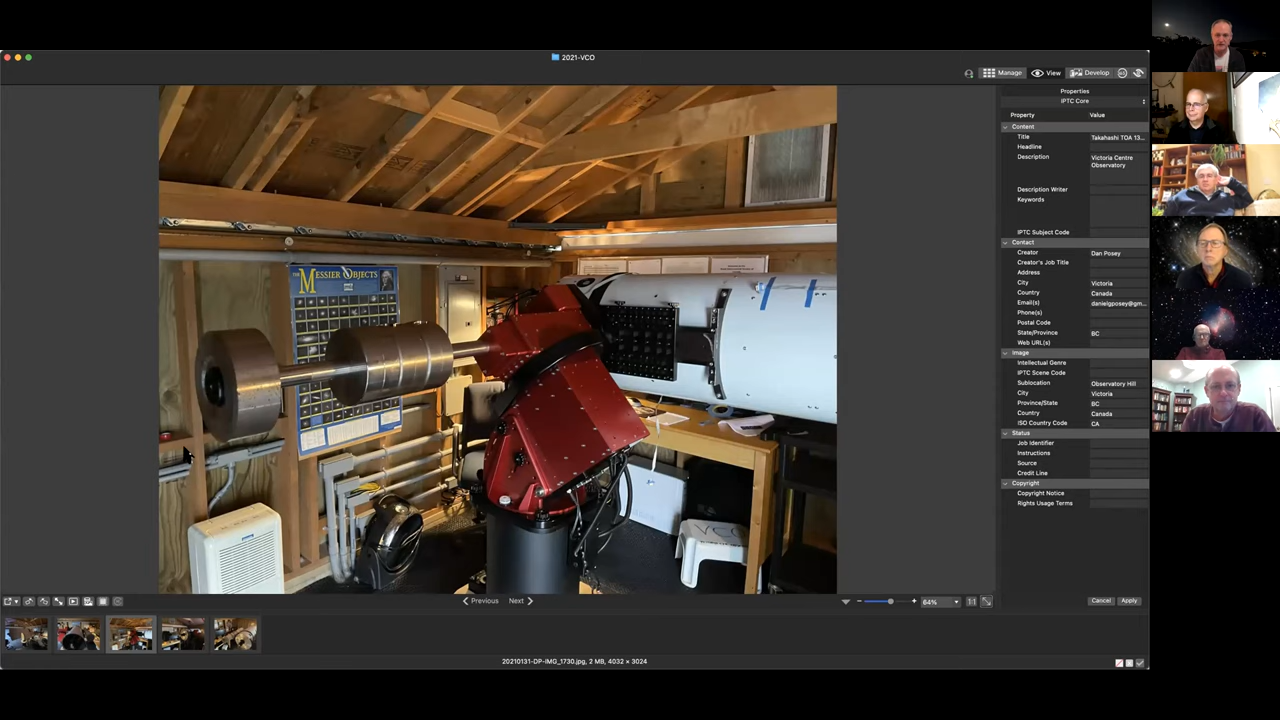 2021-VCO
Manage
View
Develop
Properties
IPTC Core
Property Value
Content
Title Takahashi TOA 13...
Headline
Description Victoria Centre
Observatory
Description Writer
Keywords
IPTC Subject Code
Contact
Creator Dan Posey
Creator's Job Title
Address
City Victoria
Country Canada
Email(s) danielgposey@gm...
Postal Code
Phone(s)
State/Province BC
Web URL(s)
Image
Intellectual Genre
IPTC Scene Code
Sublocation Observatory Hill
City Victoria
Province/State BC
Country Canada
ISO Country Code CA
Status
Job Identifier
Instructions
Source
Credit Line
Copyright
Copyright Notice
Rights Usage Terms
THE MESSIER OBJECTS
VCO
Previous Next
64%
1:1
Cancel Apply
20210131-DP-IMG_1730.jpg, 2 MB, 4032 × 3024